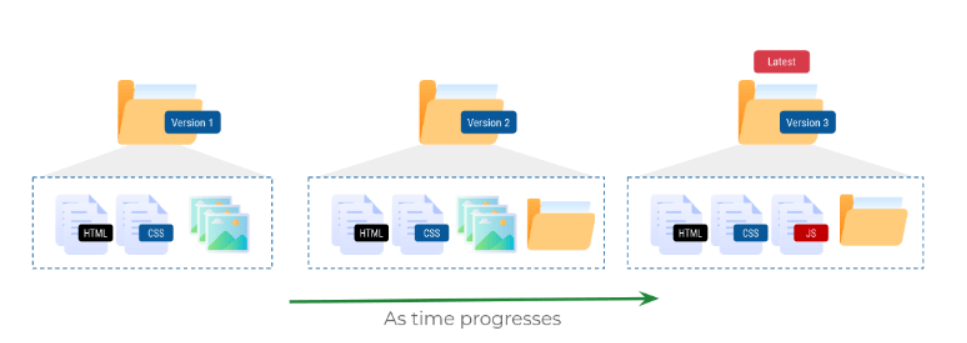 Latest
Version 1
Version 2
Version 3
HTML
CSS
HTML
CSS
HTML
CSS
JS
As time progresses